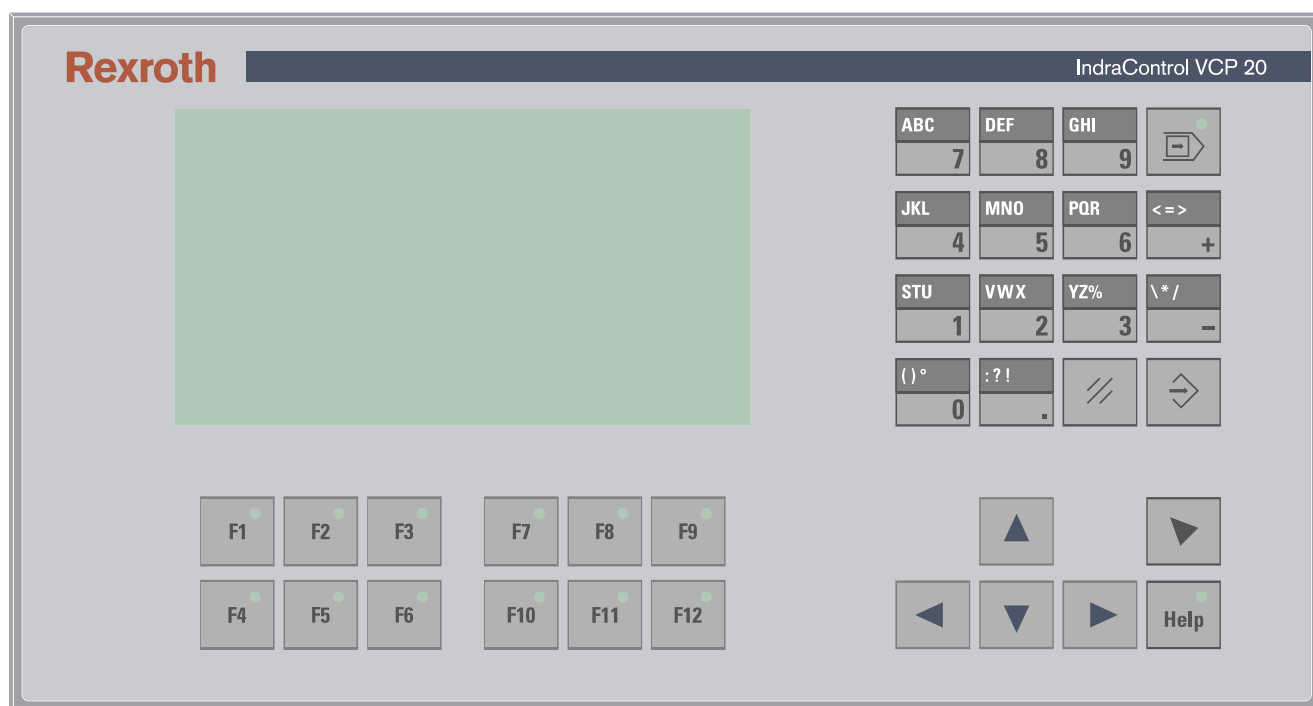 Rexroth
IndraControl VCP 20
ABC DEF GHI
7 8 9
JKL MNO PQR <=>
4 5 6 +
STU VWX YZ% \*/
1 2 3 –
()° :?!
0 .
F1 F2 F3 F7 F8 F9
F4 F5 F6 F10 F11 F12 Help